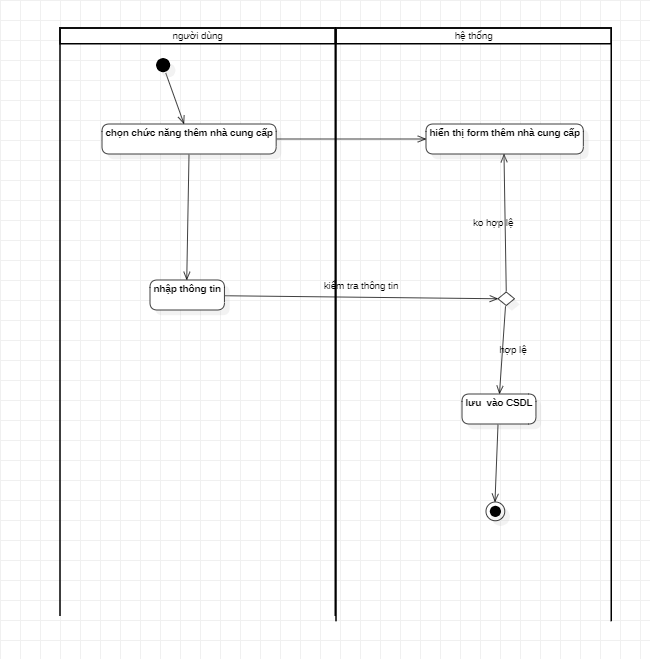 người dùng
hệ thống
chọn chức năng thêm nhà cung cấp
hiển thị form thêm nhà cung cấp
ko hợp lệ
nhập thông tin
kiểm tra thông tin
hợp lệ
lưu vào CSDL